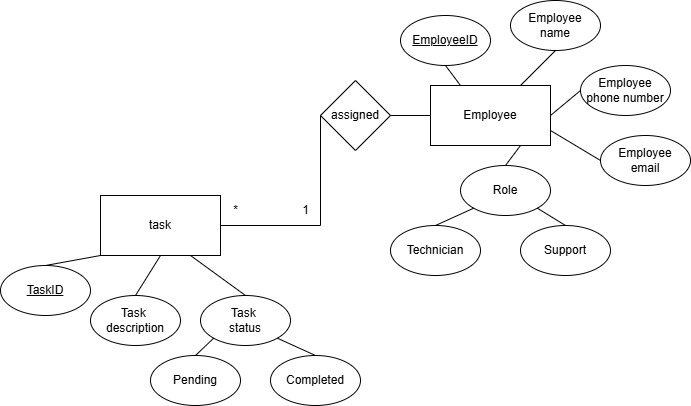 Employee
name
EmployeeID
Employee
phone number
assigned
Employee
Employee
email
Role
* 1
task
Technician
Support
TaskID
Task
description
Task
status
Pending
Completed